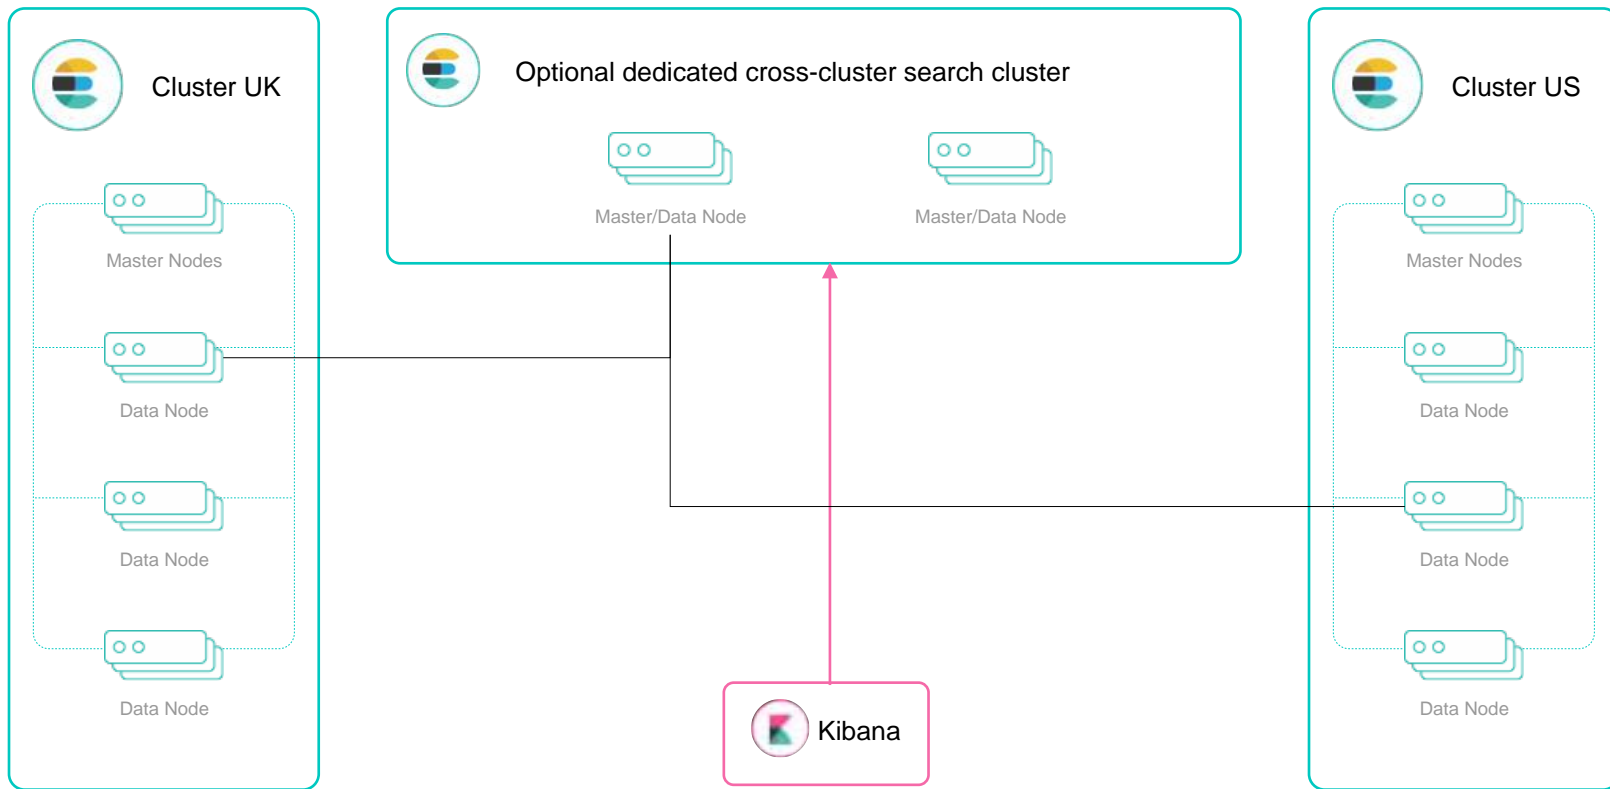 Cluster UK
Master Nodes
Data Node
Data Node
Data Node
Optional dedicated cross-cluster search cluster
Master/Data Node
Master/Data Node
Kibana
Cluster US
Master Nodes
Data Node
Data Node
Data Node